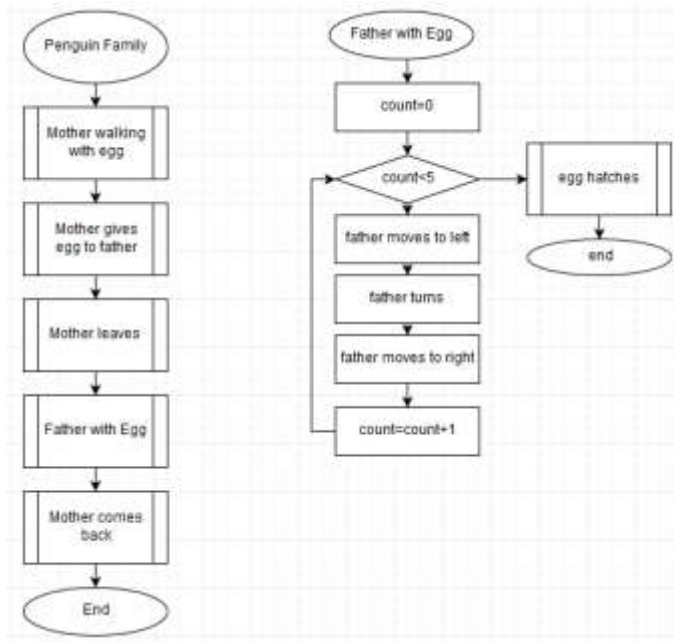 Penguin Family
Mother walking
with egg
Mother gives
egg to father
Mother leaves
Father with Egg
Mother comes
back
End
Father with Egg
count=0
count<5
egg hatches
end
father moves to left
father turns
father moves to right
count=count+1